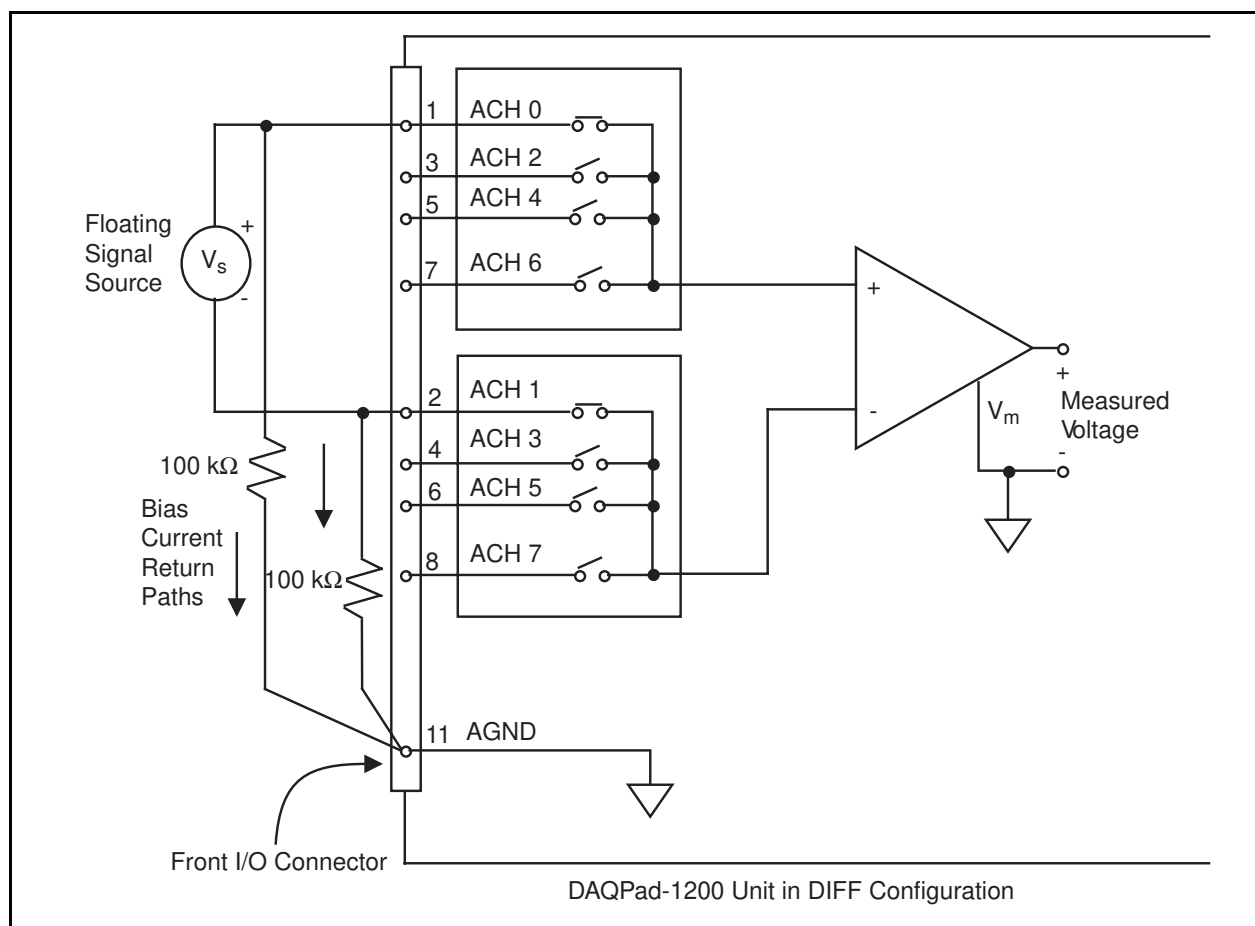 1 ACH 0
3 ACH 2
5 ACH 4
7 ACH 6
Floating
Signal
Source
+
Vs
-
2 ACH 1
4 ACH 3
6 ACH 5
8 ACH 7
+
-
Vm
+
Measured
Voltage
-
100 kΩ
Bias
Current
Return
Paths
100 kΩ
11 AGND
Front I/O Connector
DAQPad-1200 Unit in DIFF Configuration